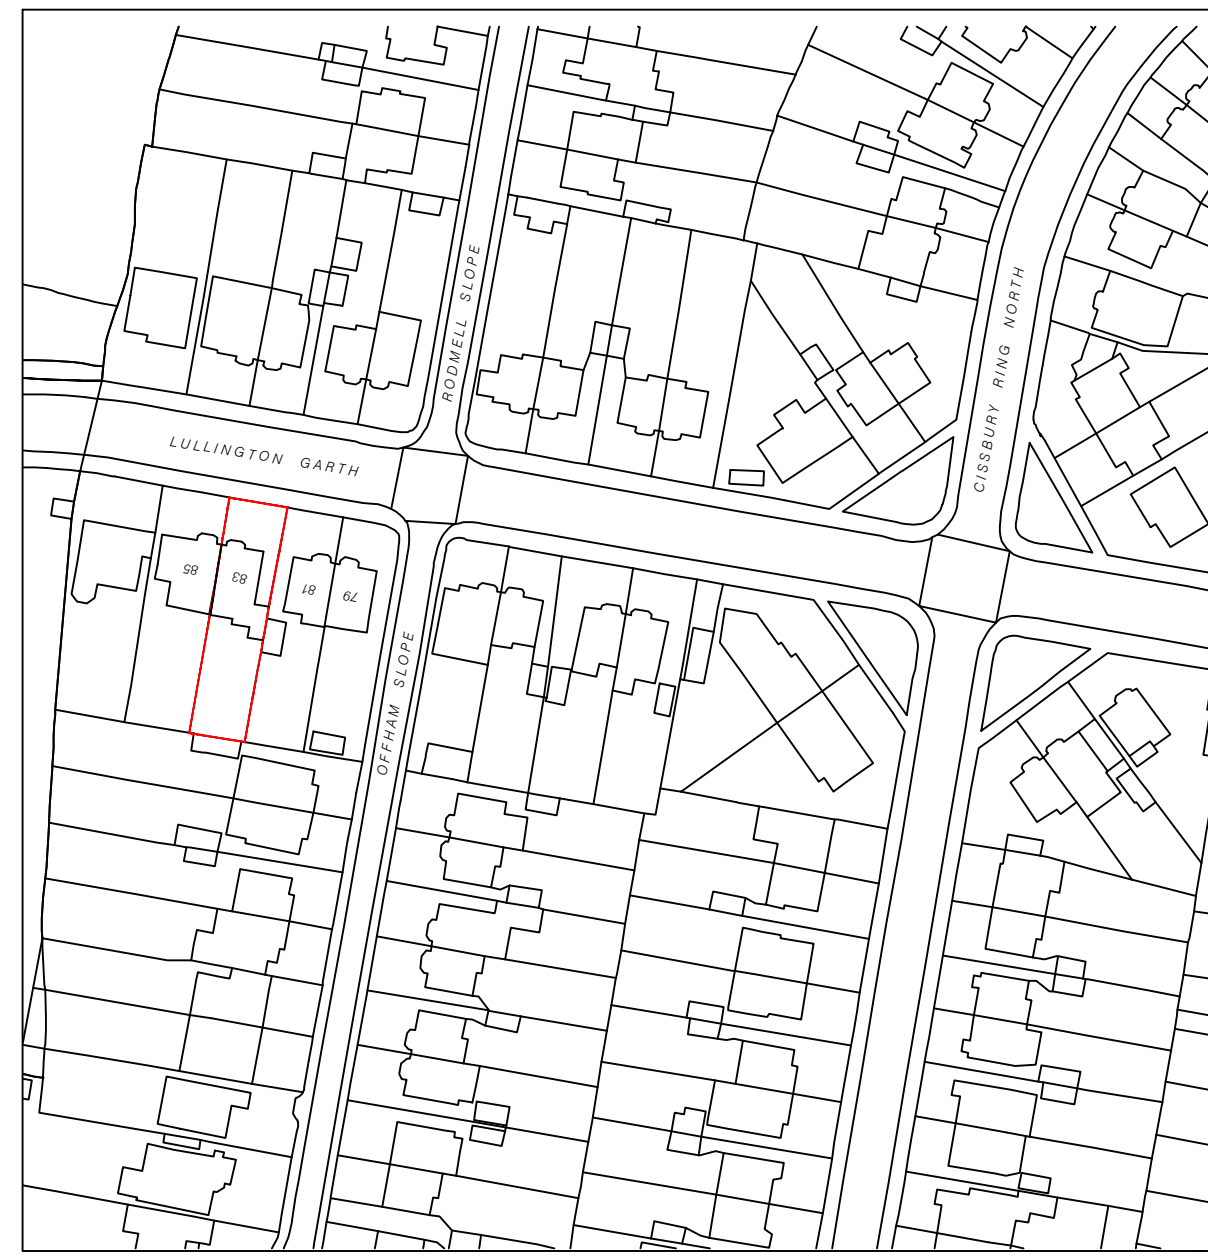 RODMELL SLOPE
CISSBURY RING NORTH
LULLINGTON GARTH
85
83
81
79
OFFHAM SLOPE